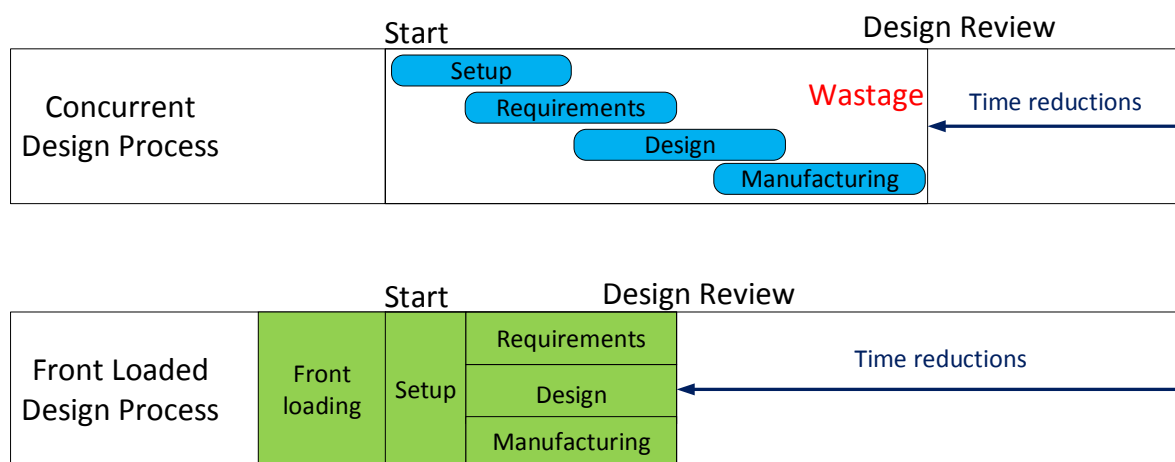 Start
Design Review
Concurrent
Design Process
Setup
Requirements
Design
Manufacturing
Wastage
Time reductions
Start
Design Review
Front Loaded
Design Process
Front
loading
Setup
Requirements
Design
Manufacturing
Time reductions